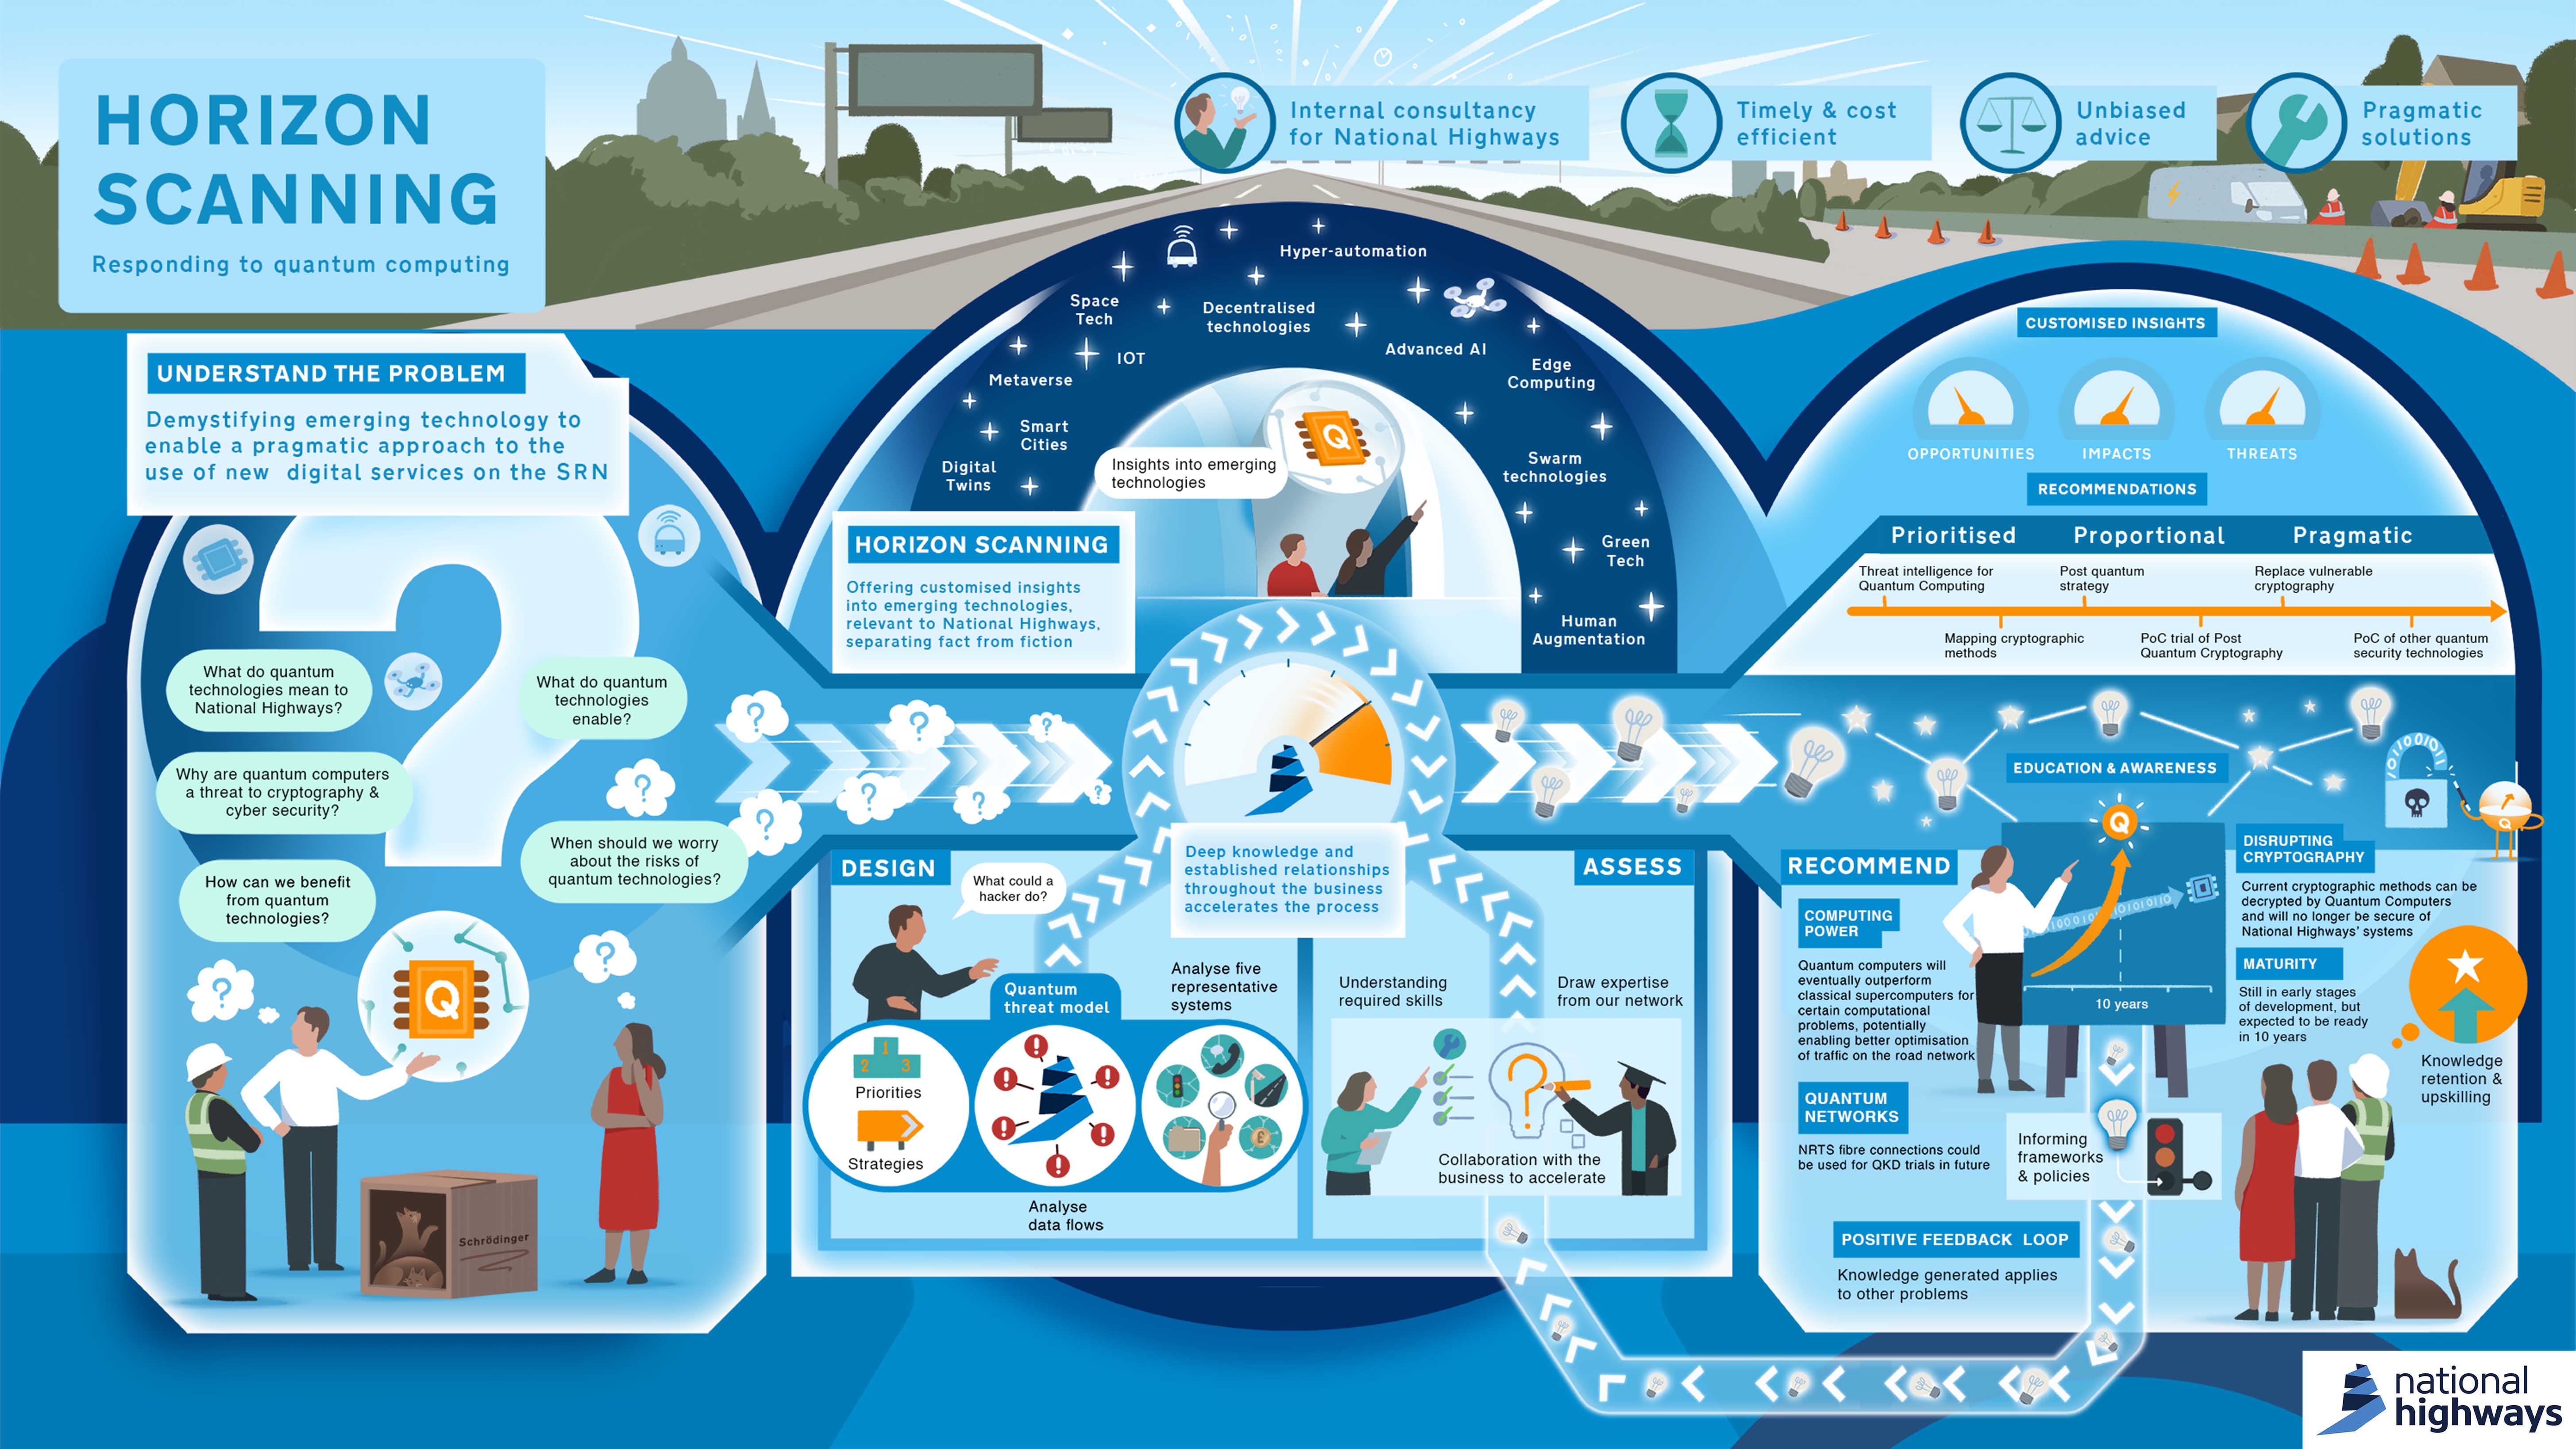 HORIZON
SCANNING
Responding to quantum computing
Internal consultancy
for National Highways
Timely & cost
efficient
Unbiased
advice
Pragmatic
solutions
UNDERSTAND THE PROBLEM
Demystifying emerging technology to
enable a pragmatic approach to the
use of new digital services on the SRN
What do quantum
technologies mean to
National Highways?
What do quantum
technologies
enable?
Why are quantum computers
a threat to cryptography &
cyber security?
When should we worry
about the risks of
quantum technologies?
How can we benefit
from quantum
technologies?
?
?
?
?
?
?
?
?
?
?
?
Q
Schrödinger
Hyper-automation
Space
Tech
Decentralised
technologies
IOT
Advanced AI
Metaverse
Edge
Computing
Smart
Cities
Digital
Twins
Swarm
technologies
Green
Tech
Human
Augmentation
Q
Insights into emerging
technologies
HORIZON SCANNING
Offering customised insights
into emerging technologies,
relevant to National Highways,
separating fact from fiction
Deep knowledge and
established relationships
throughout the business
accelerates the process
DESIGN
What could a
hacker do?
Quantum
threat model
Analyse five
representative
systems
1
2 3
Priorities
Strategies
Analyse
data flows
ASSESS
Understanding
required skills
Draw expertise
from our network
?
Collaboration with the
business to accelerate
CUSTOMISED INSIGHTS
OPPORTUNITIES
IMPACTS
THREATS
RECOMMENDATIONS
Prioritised
Proportional
Pragmatic
Threat intelligence for
Quantum Computing
Post quantum
strategy
Replace vulnerable
cryptography
Mapping cryptographic
methods
PoC trial of Post
Quantum Cryptography
PoC of other quantum
security technologies
EDUCATION & AWARENESS
RECOMMEND
COMPUTING
POWER
Quantum computers will
eventually outperform
classical supercomputers for
certain computational
problems, potentially
enabling better optimisation
of traffic on the road network
QUANTUM
NETWORKS
NRTS fibre connections could
be used for QKD trials in future
Q
10 years
Q
DISRUPTING
CRYPTOGRAPHY
Current cryptographic methods can be
decrypted by Quantum Computers
and will no longer be secure of
National Highways' systems
MATURITY
Still in early stages
of development, but
expected to be ready
in 10 years
Knowledge
retention &
upskilling
Informing
frameworks
& policies
POSITIVE FEEDBACK LOOP
Knowledge generated applies
to other problems
national
highways